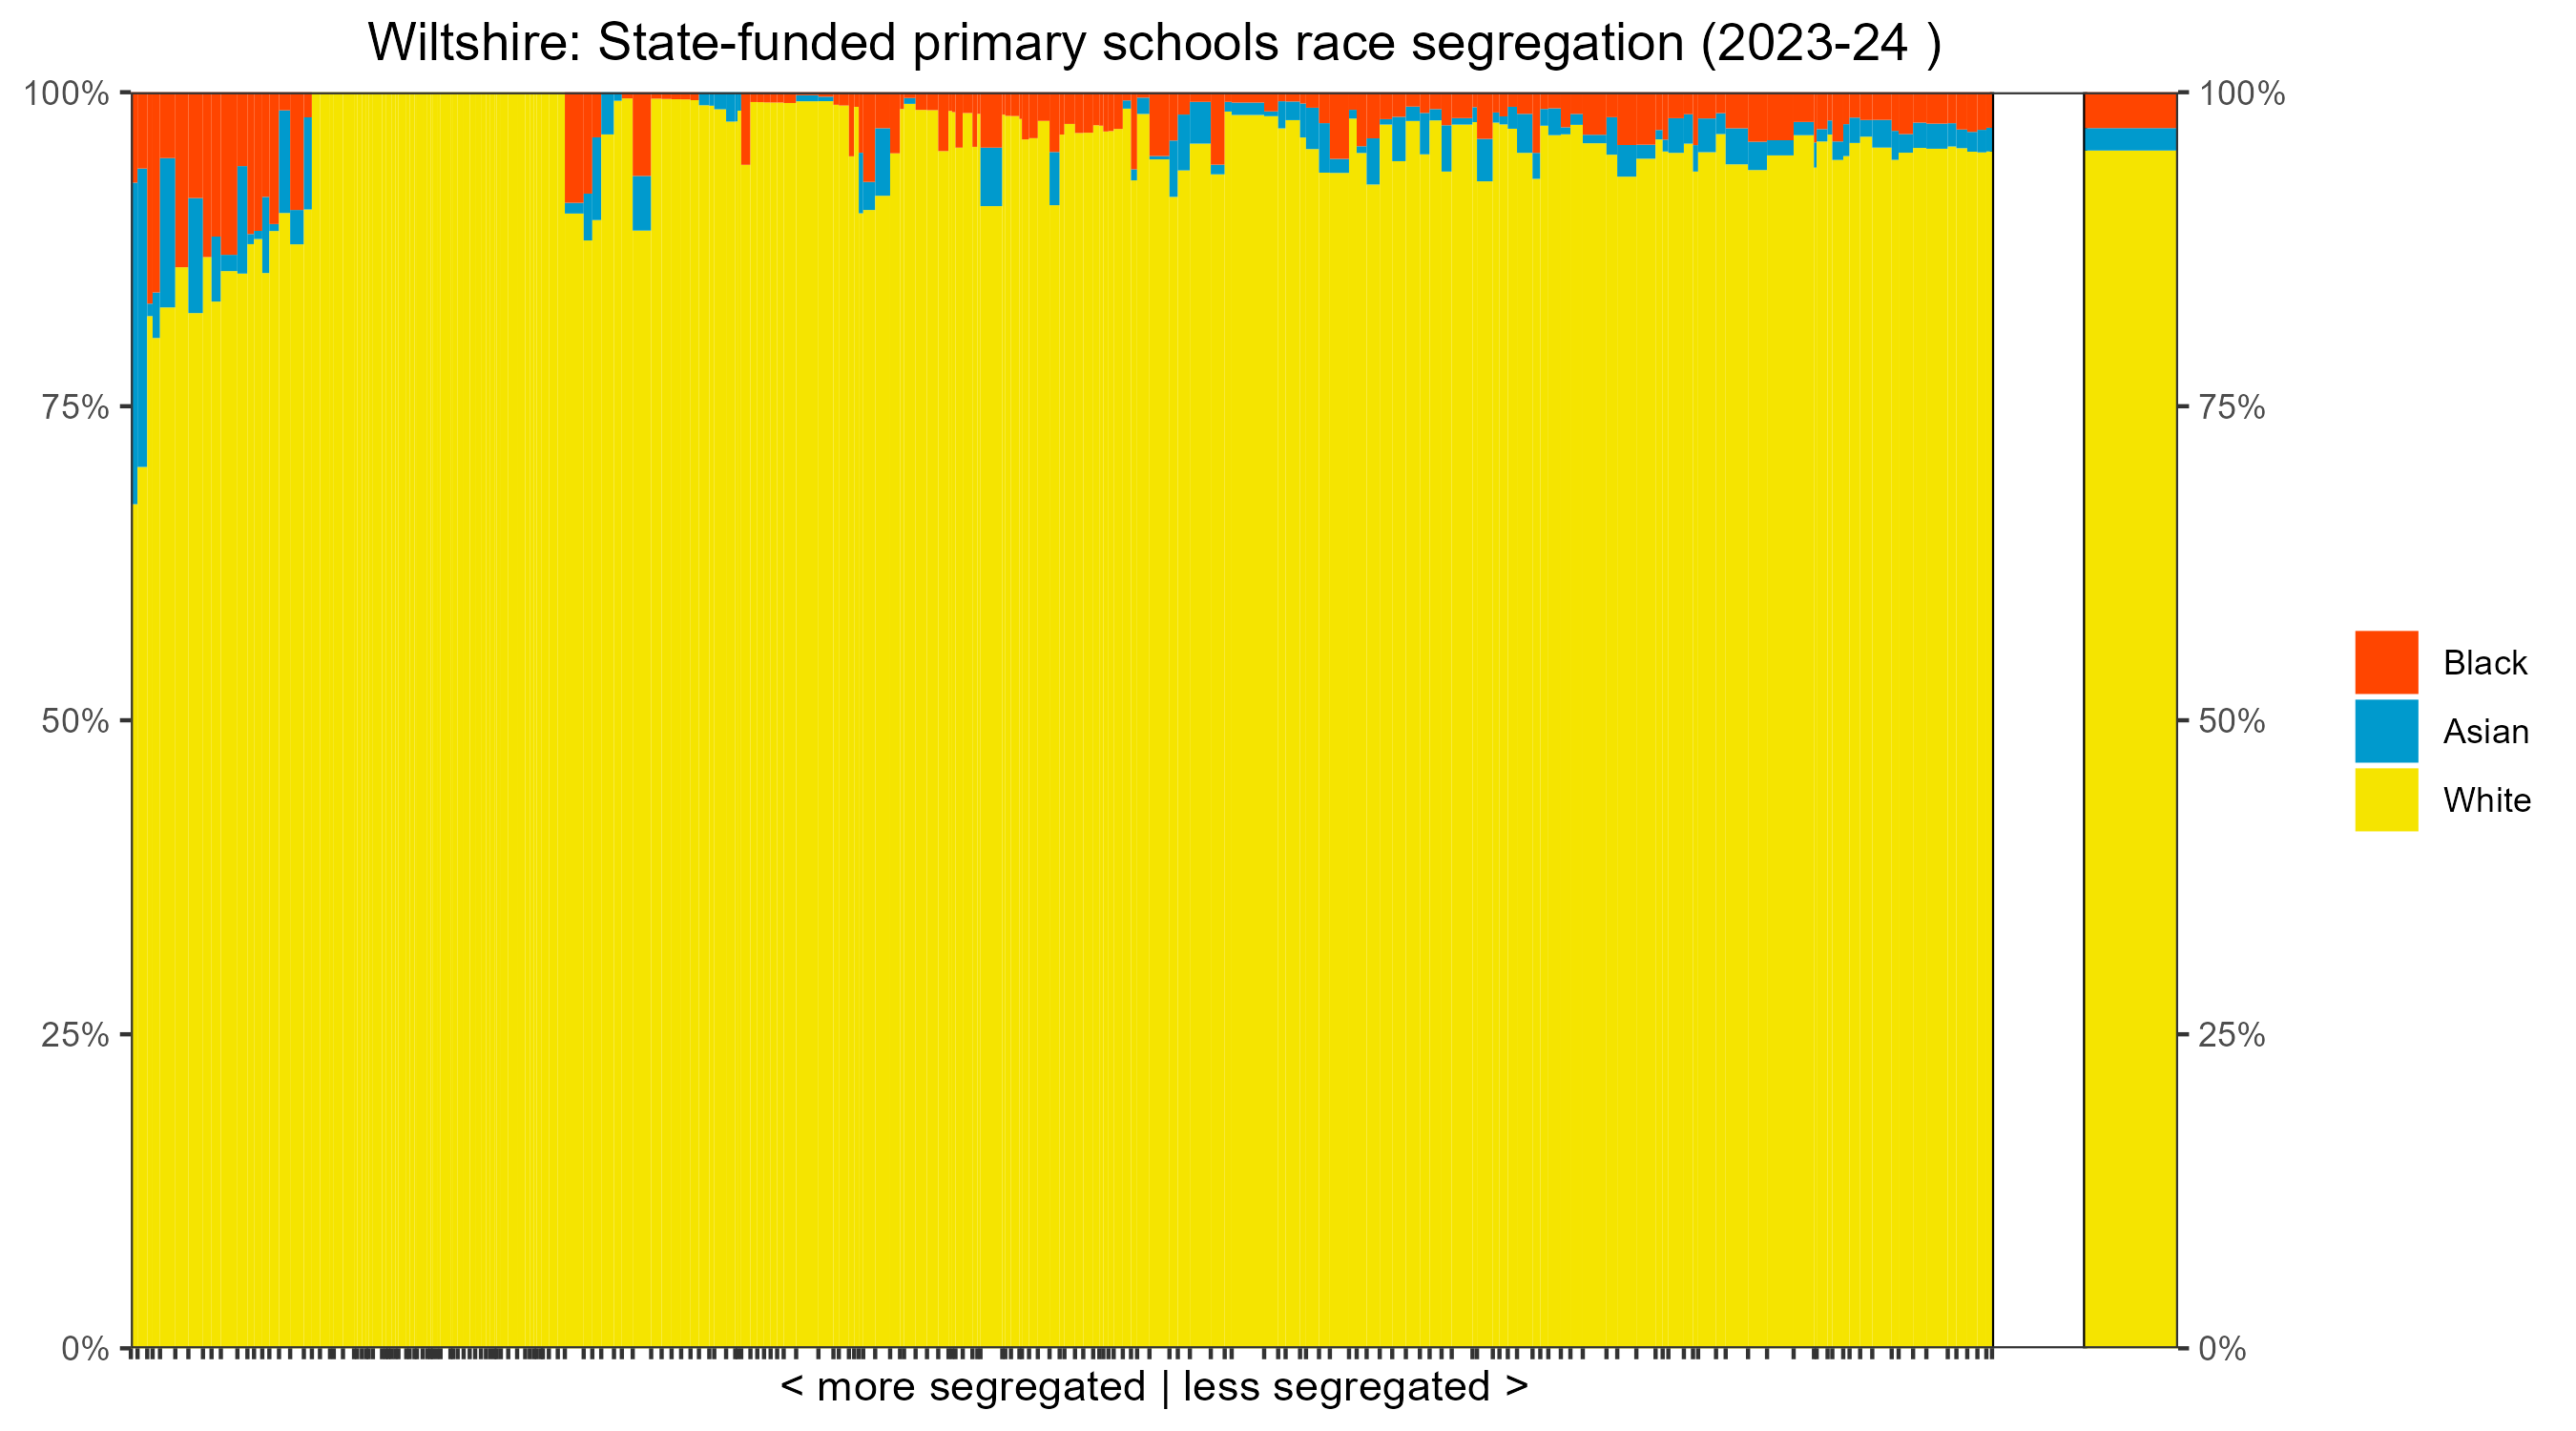 Wiltshire: State-funded primary schools race segregation (2023-24 )
100%
75%
50%
25%
0%
100%
75%
50%
25%
0%
Black
Asian
White
< more segregated | less segregated >